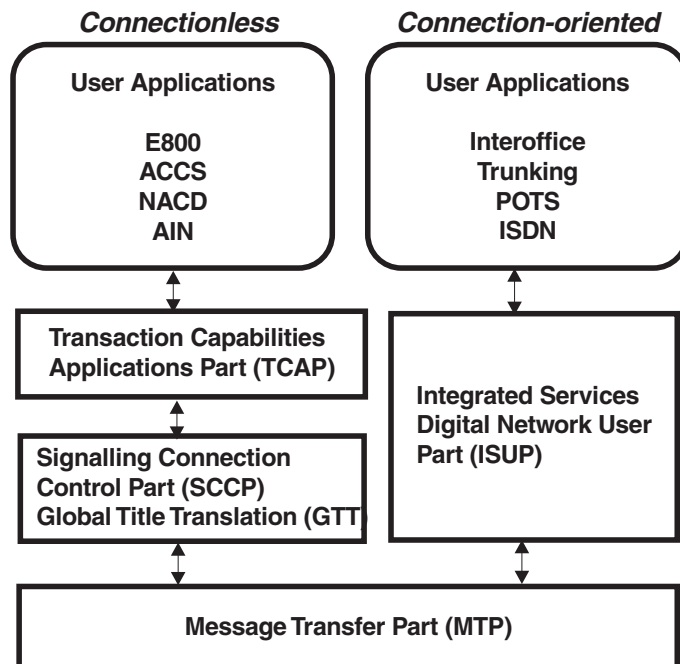 Connectionless
User Applications
E800
ACCS
NACD
AIN
Transaction Capabilities
Applications Part (TCAP)
Signalling Connection
Control Part (SCCP)
Global Title Translation (GTT)
Connection-oriented
User Applications
Interoffice
Trunking
POTS
ISDN
Integrated Services
Digital Network User
Part (ISUP)
Message Transfer Part (MTP)